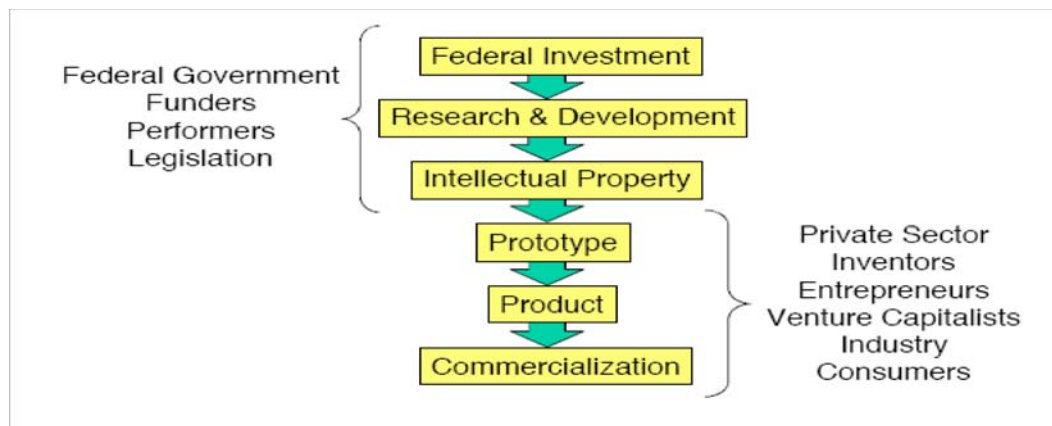 Federal Government
Funders
Performers
Legislation
Federal Investment
Research & Development
Intellectual Property
Prototype
Product
Commercialization
Private Sector
Inventors
Entrepreneurs
Venture Capitalists
Industry
Consumers